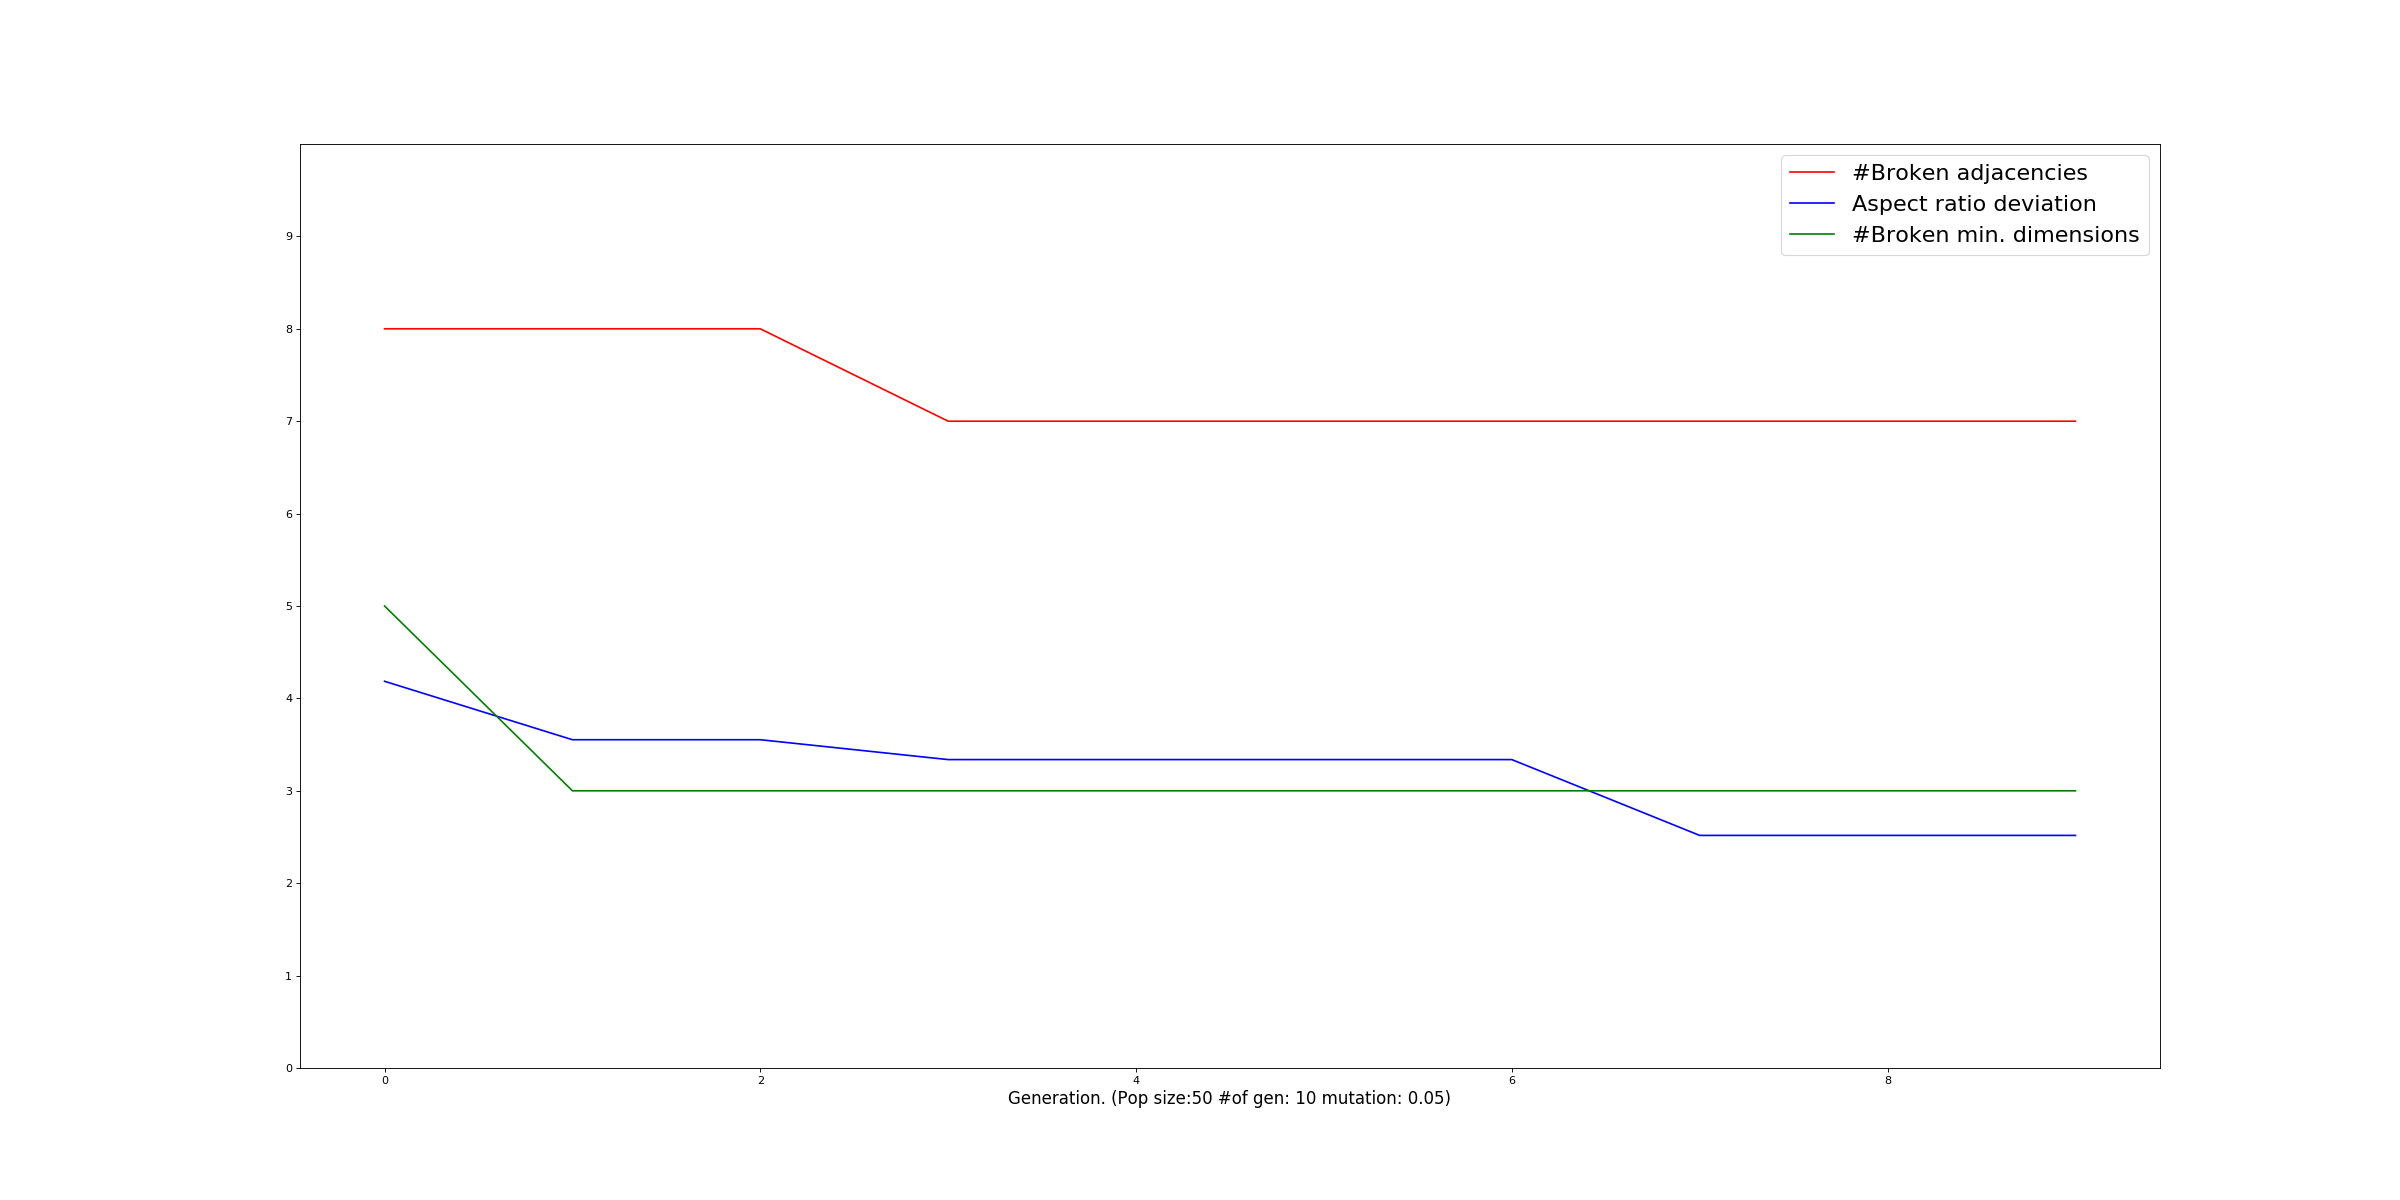 #Broken adjacencies
Aspect ratio deviation
#Broken min. dimensions
9
8
7
6
5
4
3
2
1
0
0 2 4 6 8
Generation. (Pop size:50 #of gen: 10 mutation: 0.05)